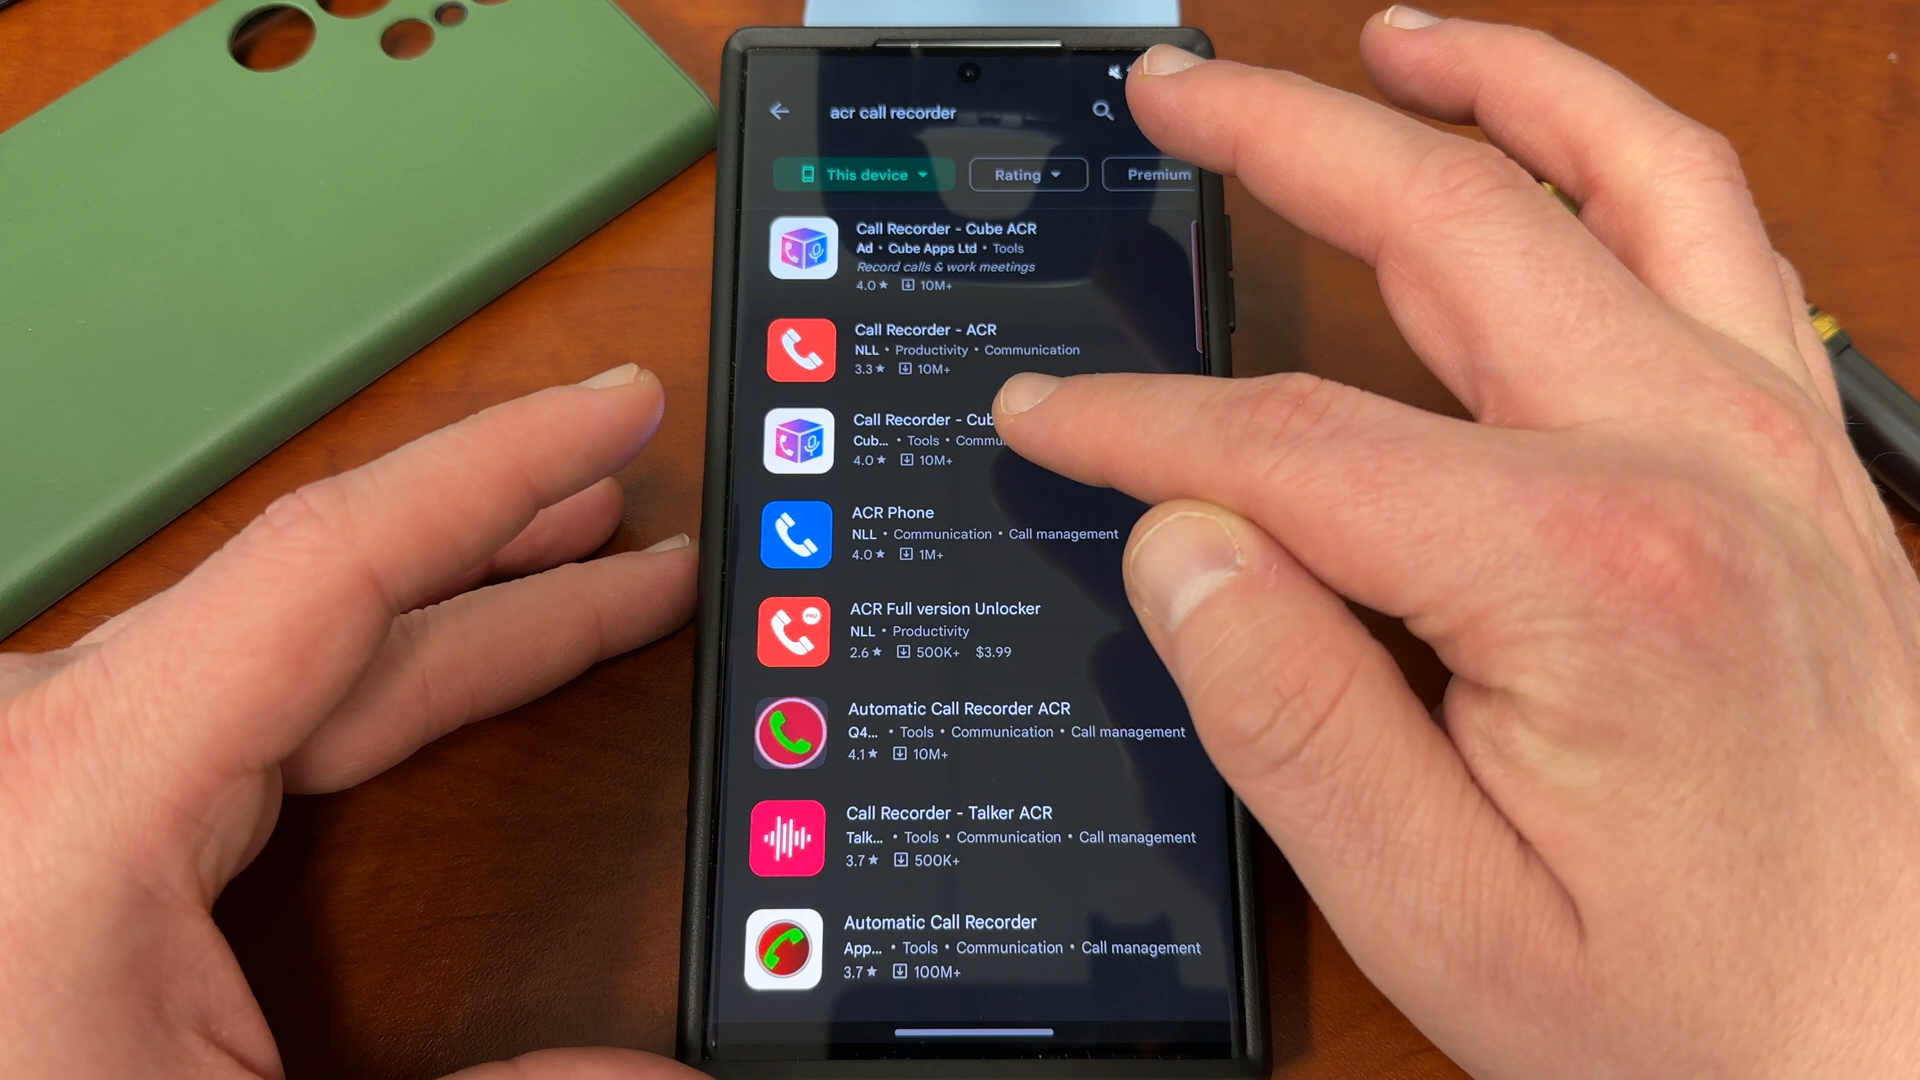 acr call recorder
This device Rating Premium
Call Recorder - Cube ACR
Ad • Cube Apps Ltd • Tools
Record calls & work meetings
4.0★ 10M+
Call Recorder - ACR
NLL • Productivity • Communication
3.3★ 10M+
Call Recorder - Cub
Cub... • Tools • Commu
4.0★ 10M+
ACR Phone
NLL • Communication • Call management
4.0★ 1M+
ACR Full version Unlocker
PRO
NLL • Productivity
2.6★ 500K+ $3.99
Automatic Call Recorder ACR
Q4... • Tools • Communication • Call management
4.1★ 10M+
Call Recorder - Talker ACR
Talk... • Tools • Communication • Call management
3.7★ 500K+
Automatic Call Recorder
App... • Tools • Communication • Call management
3.7★ 100M+